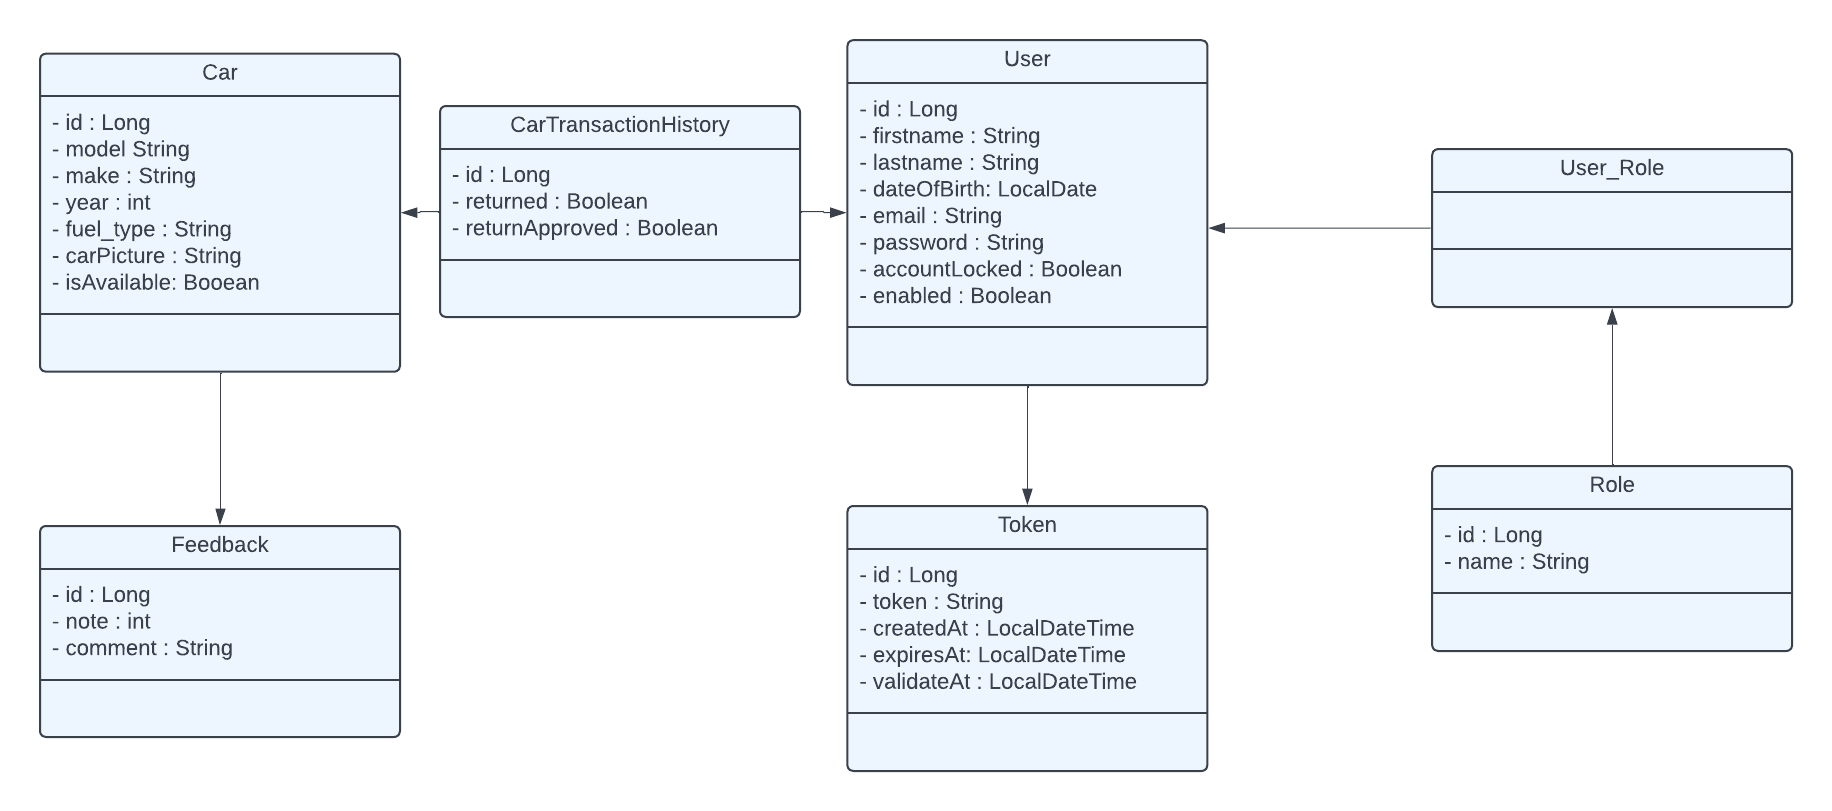 Car
- id : Long
- model String
- make : String
- year : int
- fuel_type : String
- carPicture : String
- isAvailable: Booean
CarTransactionHistory
- id : Long
- returned : Boolean
- returnApproved : Boolean
User
- id : Long
- firstname : String
- lastname : String
- dateOfBirth: LocalDate
- email : String
- password : String
- accountLocked : Boolean
- enabled : Boolean
User_Role
Feedback
- id : Long
- note : int
- comment : String
Token
- id : Long
- token : String
- createdAt : LocalDateTime
- expiresAt: LocalDateTime
- validateAt : LocalDateTime
Role
- id : Long
- name : String